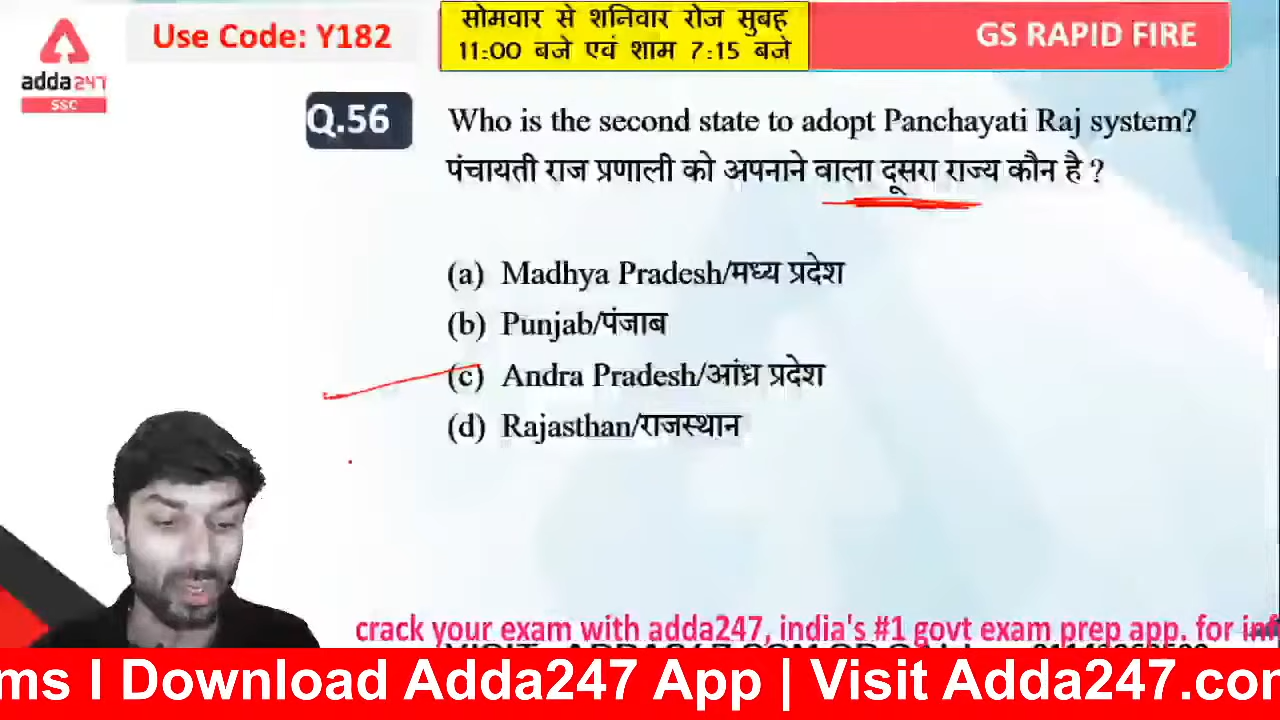 Use Code: Y182
सोमवार से शनिवार रोज सुबह
11:00 बजे एवं शाम 7:15 बजे
GS RAPID FIRE
adda247
SSC
Q.56
Who is the second state to adopt Panchayati Raj system?
पंचायती राज प्रणाली को अपनाने वाला दूसरा राज्य कौन है ?
(a) Madhya Pradesh/मध्य प्रदेश
(b) Punjab/पंजाब
(c) Andra Pradesh/आंध्र प्रदेश
(d) Rajasthan/राजस्थान
crack your exam with adda247, india's #1 govt exam prep app. for inf
ms I Download Adda247 App | Visit Adda247.com